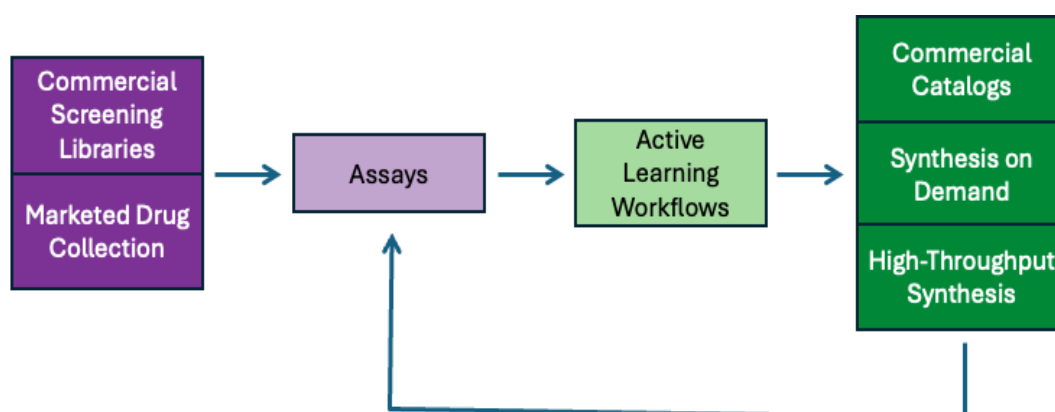 Commercial
Screening
Libraries
Marketed Drug
Collection
Assays
Active
Learning
Workflows
Commercial
Catalogs
Synthesis on
Demand
High-Throughput
Synthesis